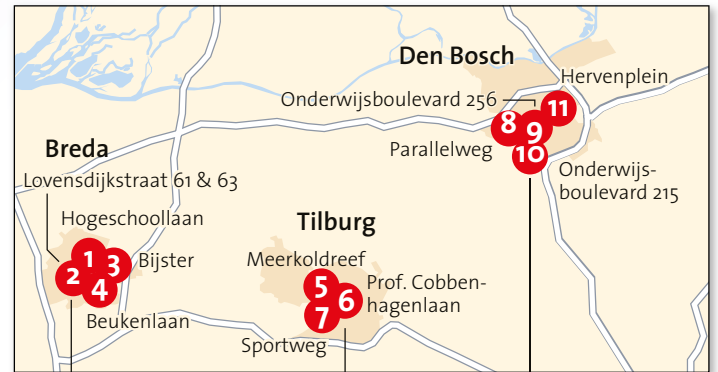 Den Bosch
Hervenplein
Onderwijsboulevard 256
11
8
9
Parallelweg
10
Onderwijs-
boulevard 215
Breda
Lovensdijkstraat 61 & 63
Hogeschoollaan
1
2
3
Bijster
4
Beukenlaan
Tilburg
Meerkoldreef
5
6
Prof. Cobben-
hagenlaan
7
Sportweg